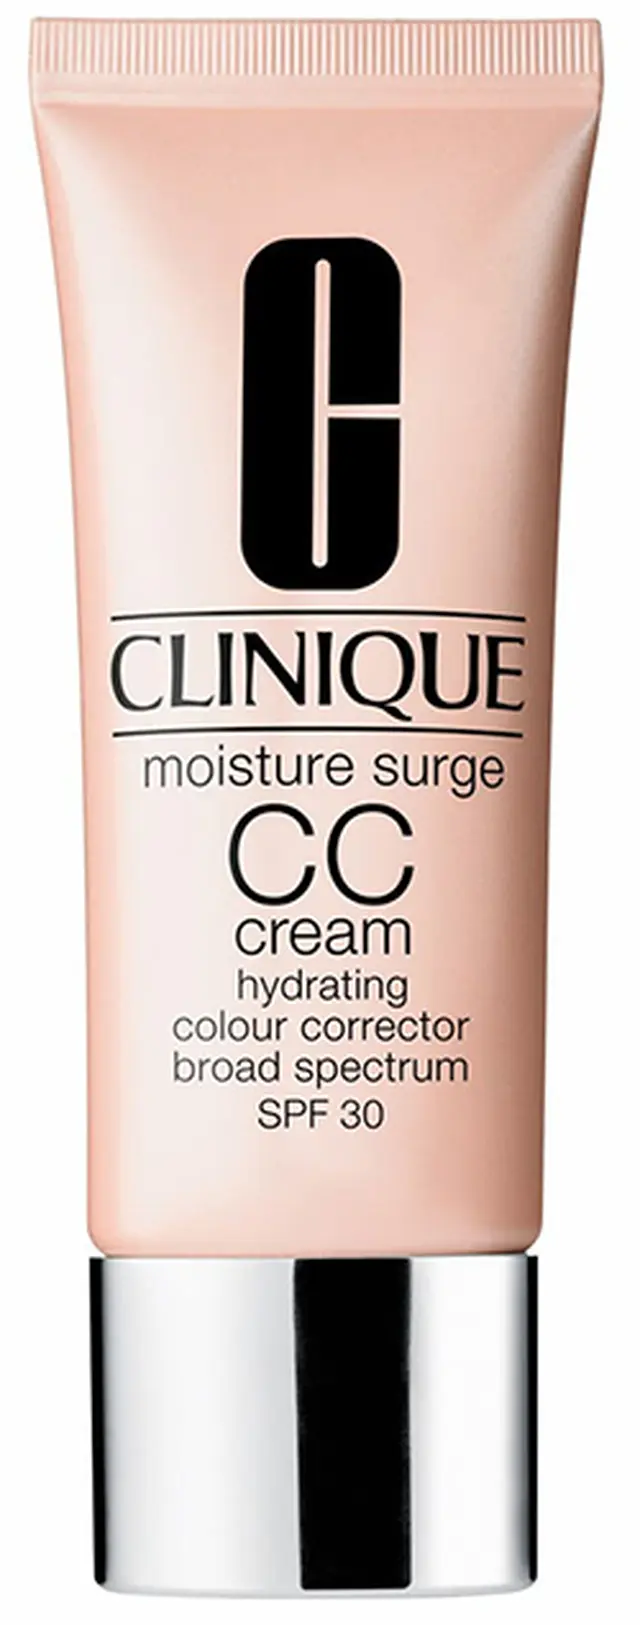 C
CLINIQUE
moisture surge
CC
cream
hydrating
colour corrector
broad spectrum
SPF 30